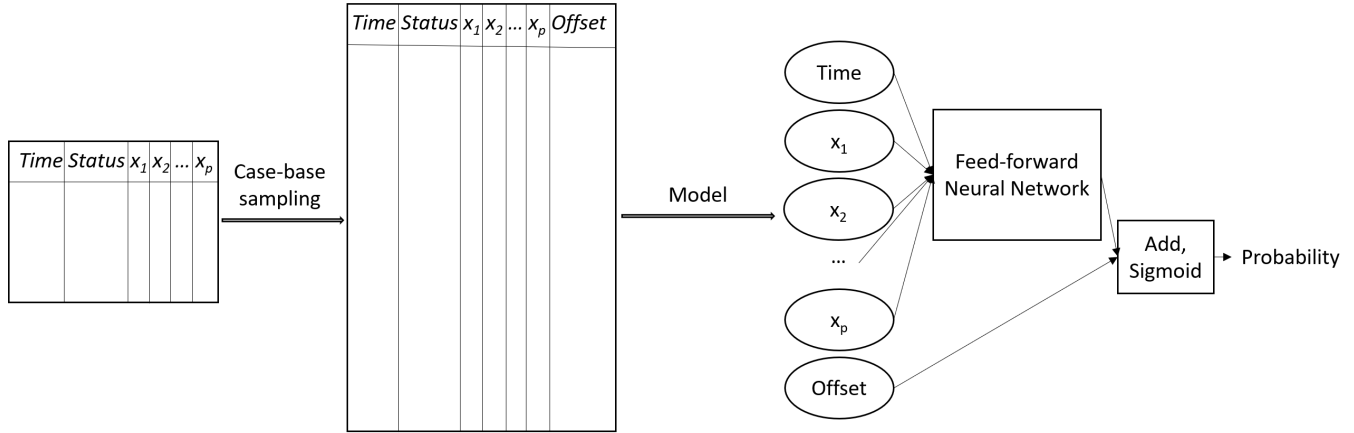 Time Status x1 x2 ... xp
Case-base
sampling
Time Status x1 x2 ... xp Offset
Model
Time
x1
x2
...
xp
Offset
Feed-forward
Neural Network
Add,
Sigmoid
Probability